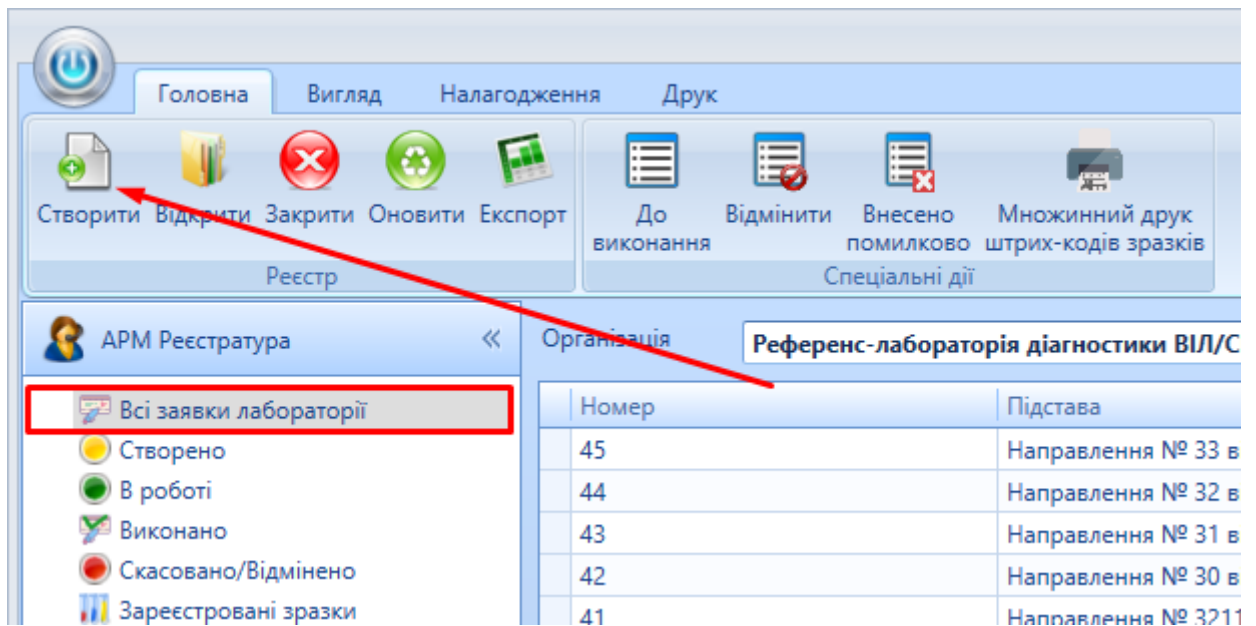 Головна Вигляд Налагодження Друк
Створити Відкрити Закрити Оновити Експорт До виконання Відмінити Внесено помилково Множинний друк штрих-кодів зразків
Реєстр Спеціальні дії
АРМ Реєстратура «
Організація Референс-лабораторія діагностики ВІЛ/С
Всі заявки лабораторії
Створено
В роботі
Виконано
Скасовано/Відмінено
Зареєстровані зразки
Номер Підстава
45 Направлення № 33 в
44 Направлення № 32 в
43 Направлення № 31 в
42 Направлення № 30 в
41 Направлення № 3211